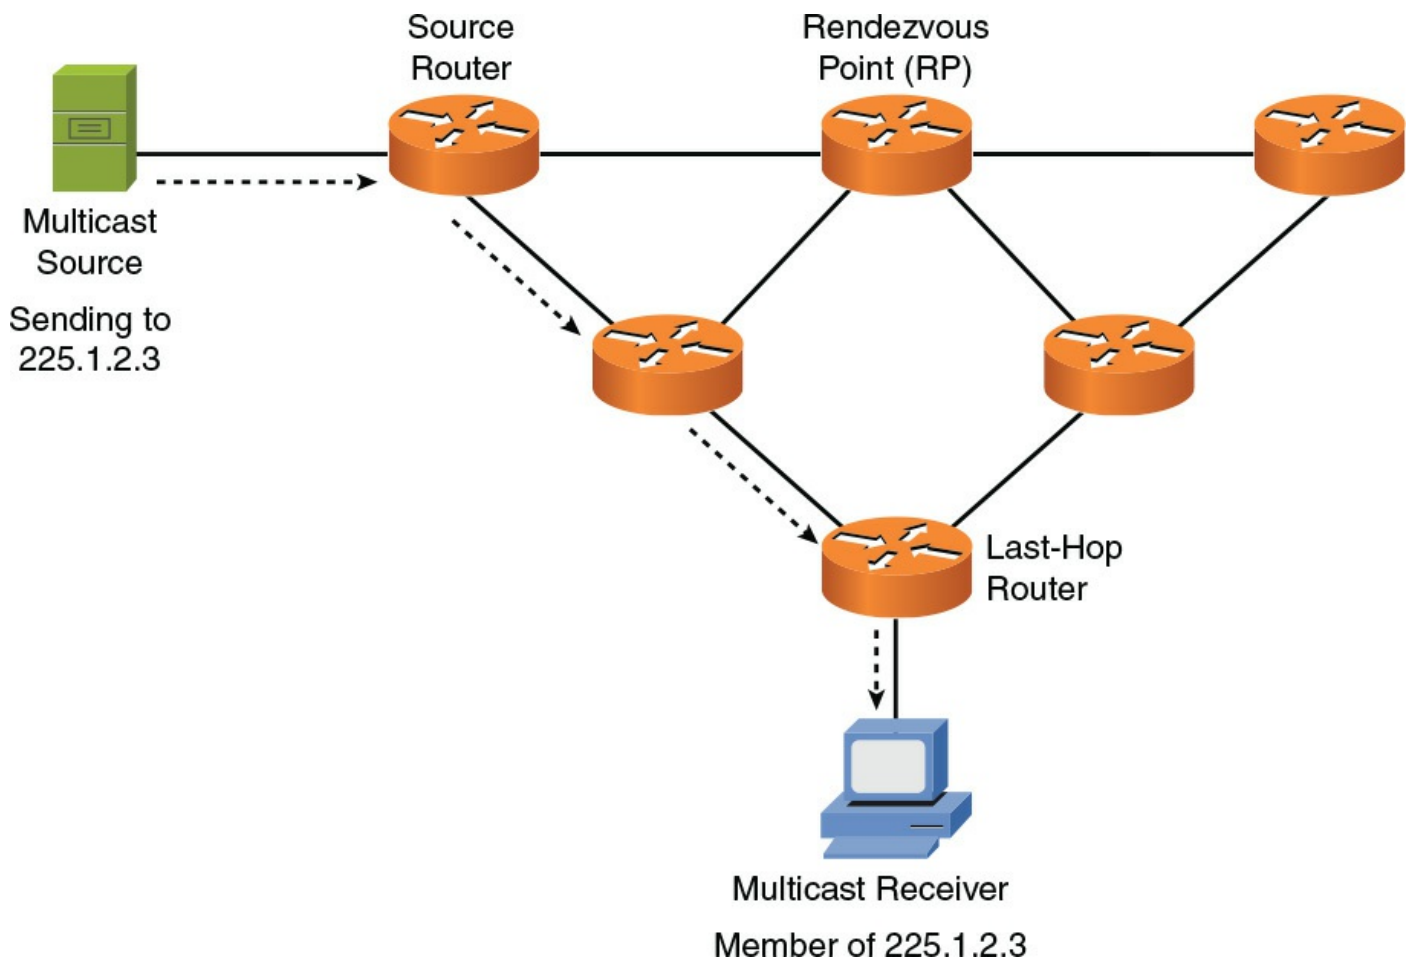 Source
Router
Rendezvous
Point (RP)
Multicast
Source
Sending to
225.1.2.3
Last-Hop
Router
Multicast Receiver
Member of 225.1.2.3